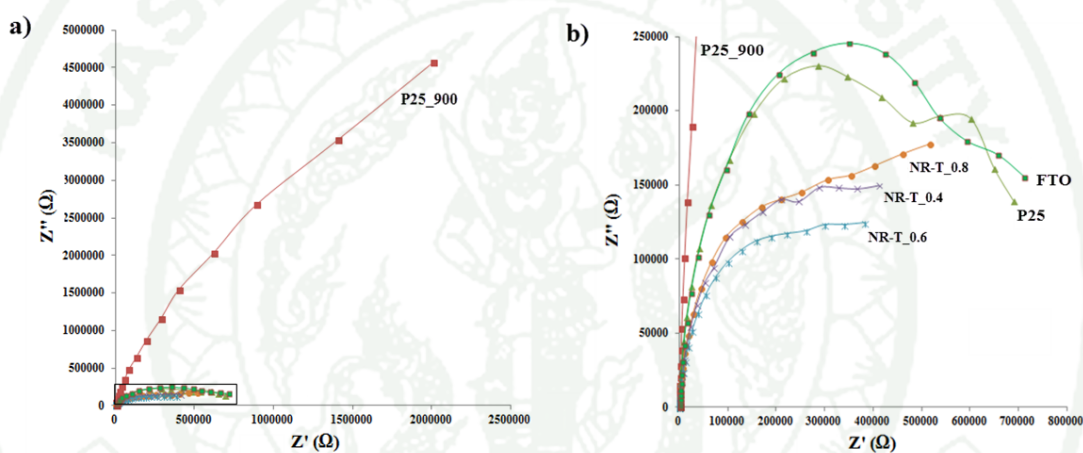 a)
5000000
4500000
4000000
3500000
3000000
2500000
2000000
1500000
1000000
500000
0
Z'' (Ω)
P25_900
0
500000
1000000
1500000
2000000
2500000
Z' (Ω)
b)
250000
200000
150000
100000
50000
0
Z'' (Ω)
P25_900
NR-T_0.8
NR-T_0.4
NR-T_0.6
FTO
P25
0
100000
200000
300000
400000
500000
600000
700000
800000
Z' (Ω)